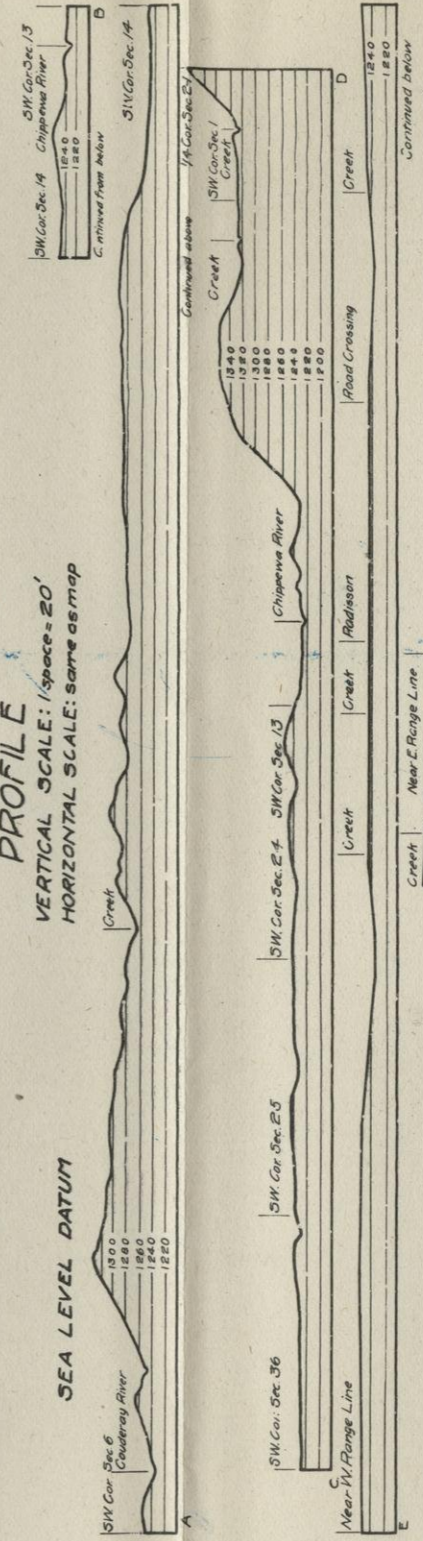 PROFILE
VERTICAL SCALE: 1 space = 20'
HORIZONTAL SCALE: same as map
SEA LEVEL DATUM
SW. Cor. Sec. 6
Couderay River
1300
1280
1260
1240
1220
Creek
S1V. Cor. Sec. 14
A
Continued above
SW. Cor. Sec. 14
SW. Cor. Sec. 13
Chippewa River
1240
1220
B
C. ntinued from below
SW. Cor. Sec. 36
SW. Cor. Sec. 25
SW. Cor. Sec. 24
SW Cor. Sec. 13
Chippewa River
1340
1320
1300
1280
1260
1240
1220
1200
Creek
SW. Cor. Sec. 1
Creek
1/4 Cor. Sec. 24
C
D
Near W. Range Line
Creek
Creek
Radisson
Road Crossing
Creek
1240
1220
E
Continued below
Creek
Near E. Range Line